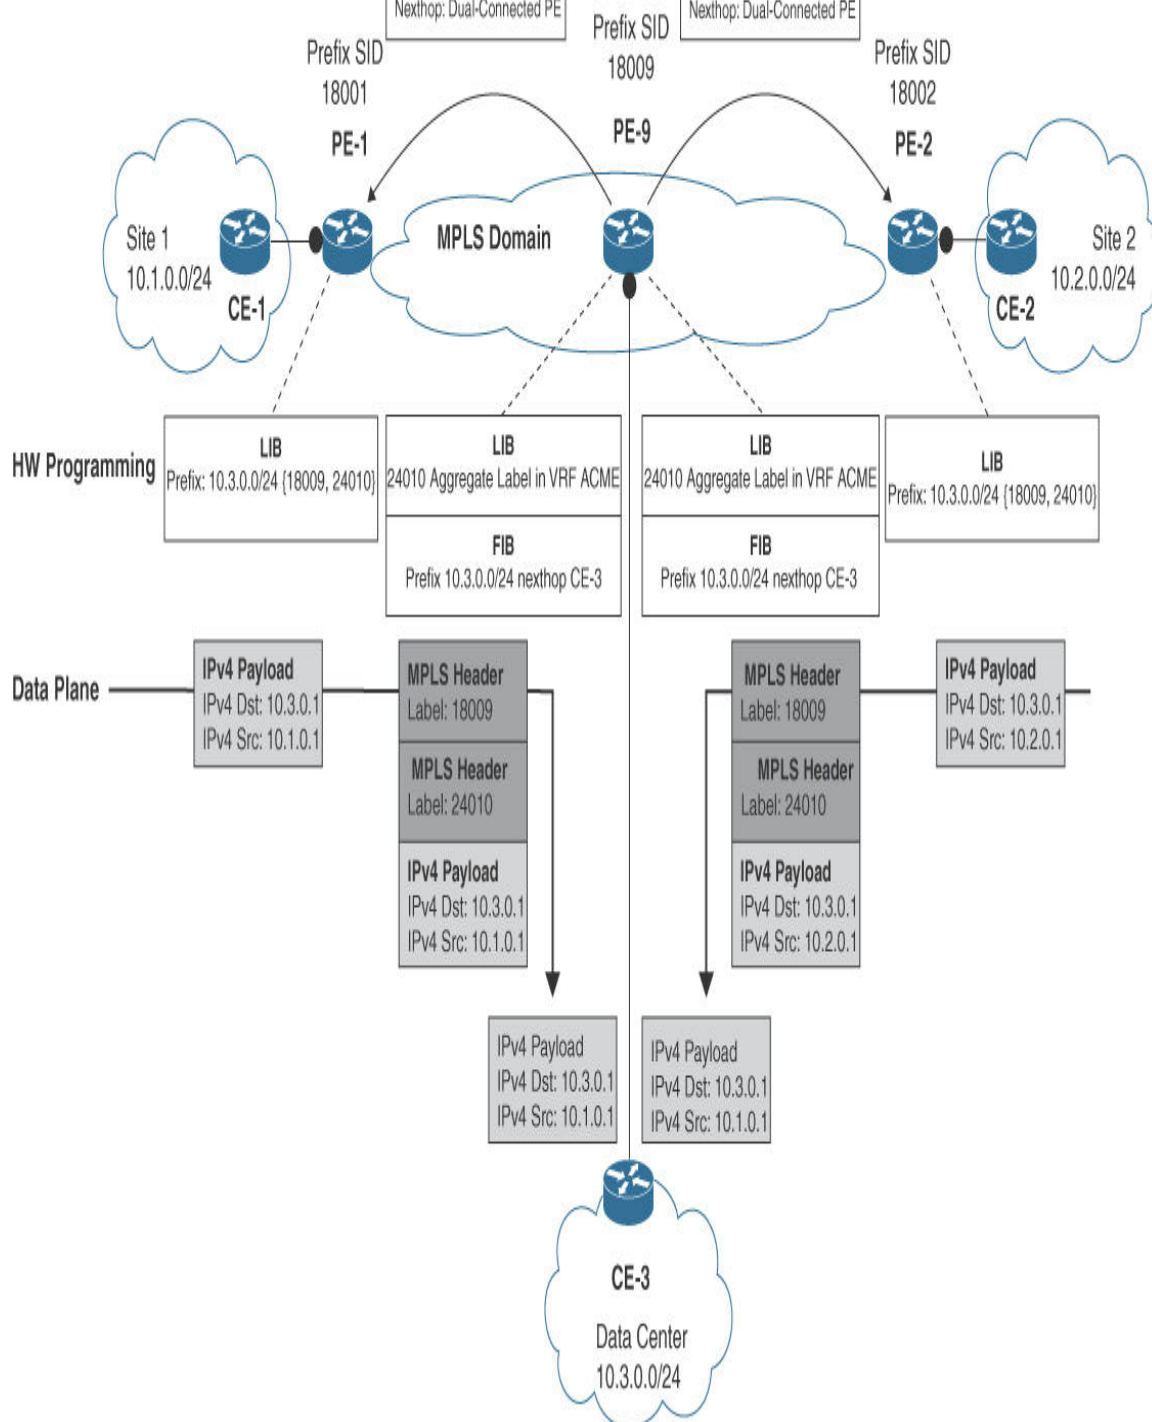 Nexthop: Dual-Connected PE
Nexthop: Dual-Connected PE
Prefix SID
18001
PE-1
Prefix SID
18009
PE-9
Prefix SID
18002
PE-2
Site 1
10.1.0.0/24
CE-1
MPLS Domain
Site 2
10.2.0.0/24
CE-2
HW Programming
LIB
Prefix: 10.3.0.0/24 {18009, 24010}
LIB
24010 Aggregate Label in VRF ACME
FIB
Prefix 10.3.0.0/24 nexthop CE-3
LIB
24010 Aggregate Label in VRF ACME
FIB
Prefix 10.3.0.0/24 nexthop CE-3
LIB
Prefix: 10.3.0.0/24 {18009, 24010}
Data Plane
IPv4 Payload
IPv4 Dst: 10.3.0.1
IPv4 Src: 10.1.0.1
MPLS Header
Label: 18009
MPLS Header
Label: 24010
IPv4 Payload
IPv4 Dst: 10.3.0.1
IPv4 Src: 10.1.0.1
MPLS Header
Label: 18009
MPLS Header
Label: 24010
IPv4 Payload
IPv4 Dst: 10.3.0.1
IPv4 Src: 10.2.0.1
IPv4 Payload
IPv4 Dst: 10.3.0.1
IPv4 Src: 10.2.0.1
IPv4 Payload
IPv4 Dst: 10.3.0.1
IPv4 Src: 10.1.0.1
IPv4 Payload
IPv4 Dst: 10.3.0.1
IPv4 Src: 10.1.0.1
CE-3
Data Center
10.3.0.0/24